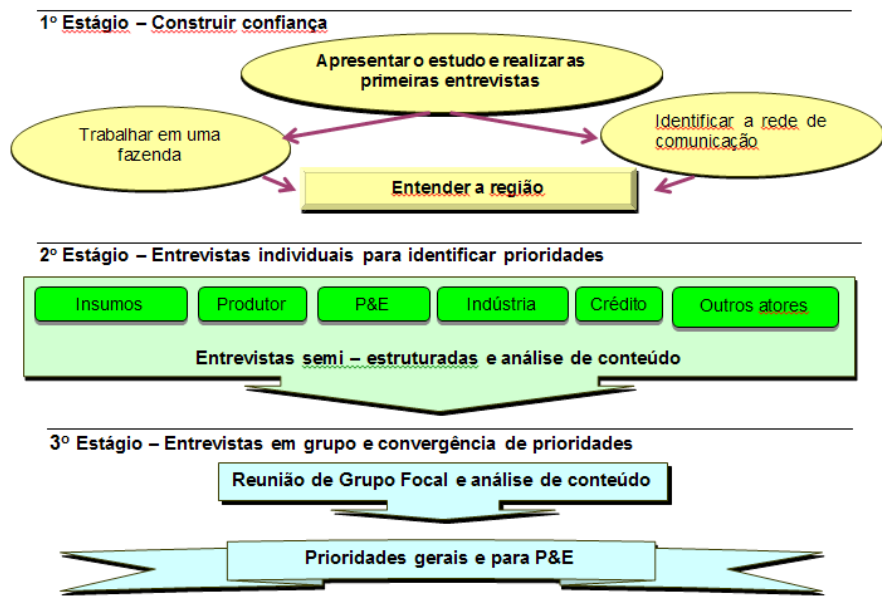 1º Estágio – Construir confiança
Apresentar o estudo e realizar as
primeiras entrevistas
Trabalhar em uma
fazenda
Identificar a rede de
comunicação
Entender a região
2º Estágio – Entrevistas individuais para identificar prioridades
Insumos
Produtor
P&E
Indústria
Crédito
Outros atores
Entrevistas semi – estruturadas e análise de conteúdo
3º Estágio – Entrevistas em grupo e convergência de prioridades
Reunião de Grupo Focal e análise de conteúdo
Prioridades gerais e para P&E